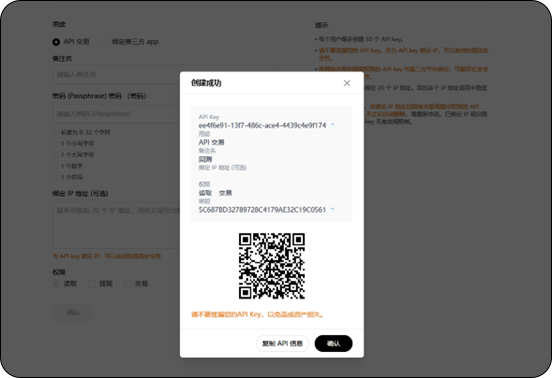 用途
API 交易
绑定第三方 app
备注名
请输入备注名
密码 (Passphrase) 密码 （密码）
请输入密码 (Passphrase)
长度为 8-32 个字符
1 个小写字母
1 个大写字母
1 个数字
1 个符号
绑定 IP 地址 (可选)
为 API key 绑定 IP，可以有效的提高安全性
权限
读取
提现
交易
确认
提示
• 每个用户最多创建 50 个 API key。
创建成功
API Key
ee4f6e91-13f7-486c-ace4-4439c4e9f174
用途
API 交易
备注名
回测
绑定 IP 地址 (可选)
权限
读取 交易
密钥
5C687BD32789728C4179AE32C19C0561
请不要泄漏您的API Key，以免造成资产损失。
复制 API 信息
确认